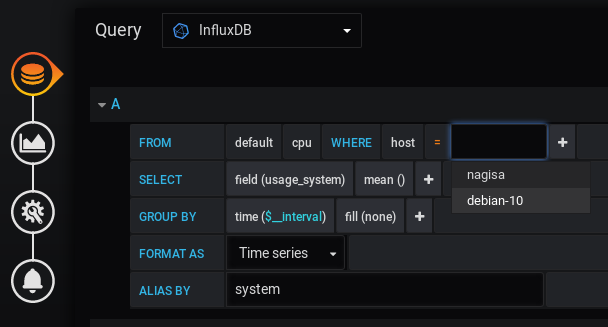 Query InfluxDB
A
FROM default cpu WHERE host = +
nagisa
debian-10
SELECT field (usage_system) mean () +
GROUP BY time ($__interval) fill (none) +
FORMAT AS Time series
ALIAS BY system